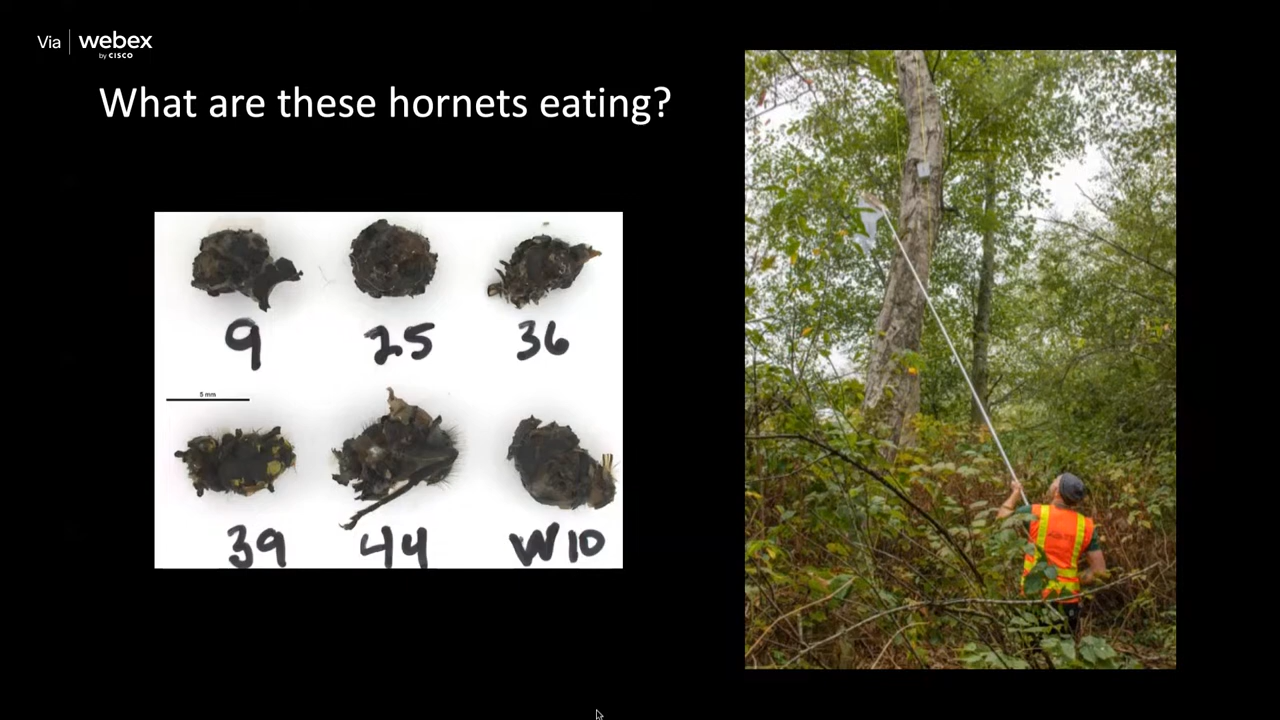 Via webex
by CISCO
What are these hornets eating?
9 25 36
5 mm
39 44 W10